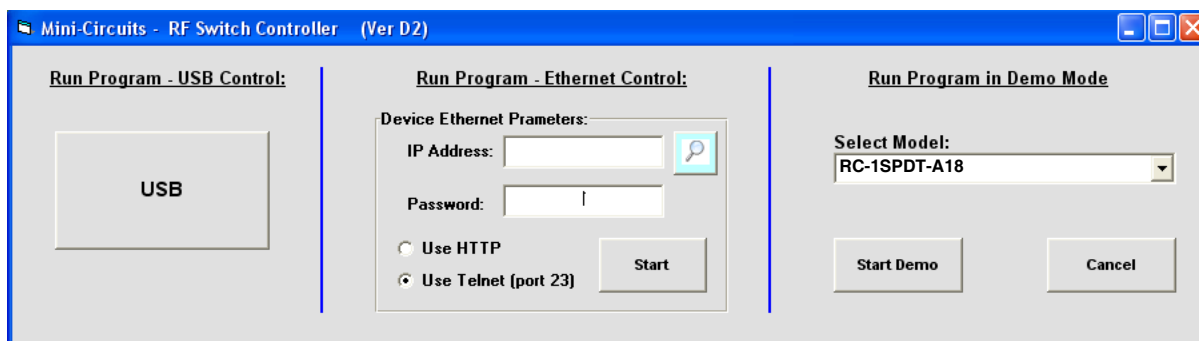 Mini-Circuits - RF Switch Controller (Ver D2)
Run Program - USB Control:
USB
Run Program - Ethernet Control:
Device Ethernet Prameters:
IP Address:
Password:
Use HTTP
Use Telnet (port 23)
Start
Run Program in Demo Mode
Select Model:
RC-1SPDT-A18
Start Demo
Cancel